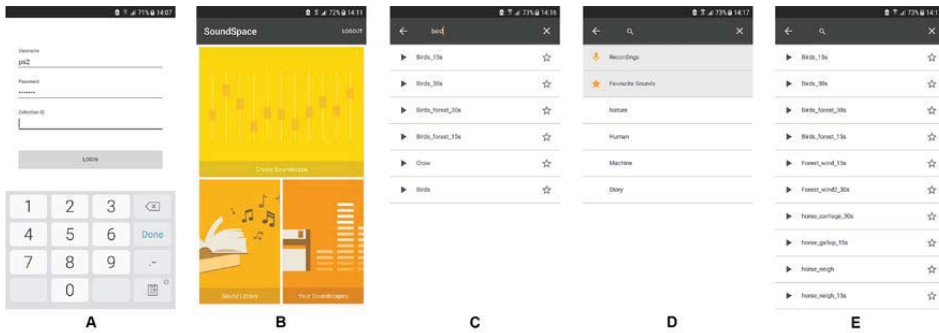 71% 14:07
Username
ps2
Password
Collection ID
LOGIN
1 2 3
4 5 6 Done
7 8 9 .-
0
A
72% 14:11
SoundSpace LOGOUT
Create Soundscape
Sound Library
Your Soundscapes
B
73% 14:16
bird
Birds_15s
Birds_30s
Birds_forest_30s
Birds_forest_15s
Crow
Birds
C
73% 14:17
Recordings
Favourite Sounds
Nature
Human
Machine
Story
D
73% 14:1
Birds_15s
Birds_30s
Birds_forest_30s
Birds_forest_15s
Forest_wind_15s
Forest_wind2_30s
horse_carriage_30s
horse_gallop_15s
horse_neigh
horse_neigh_15s
E